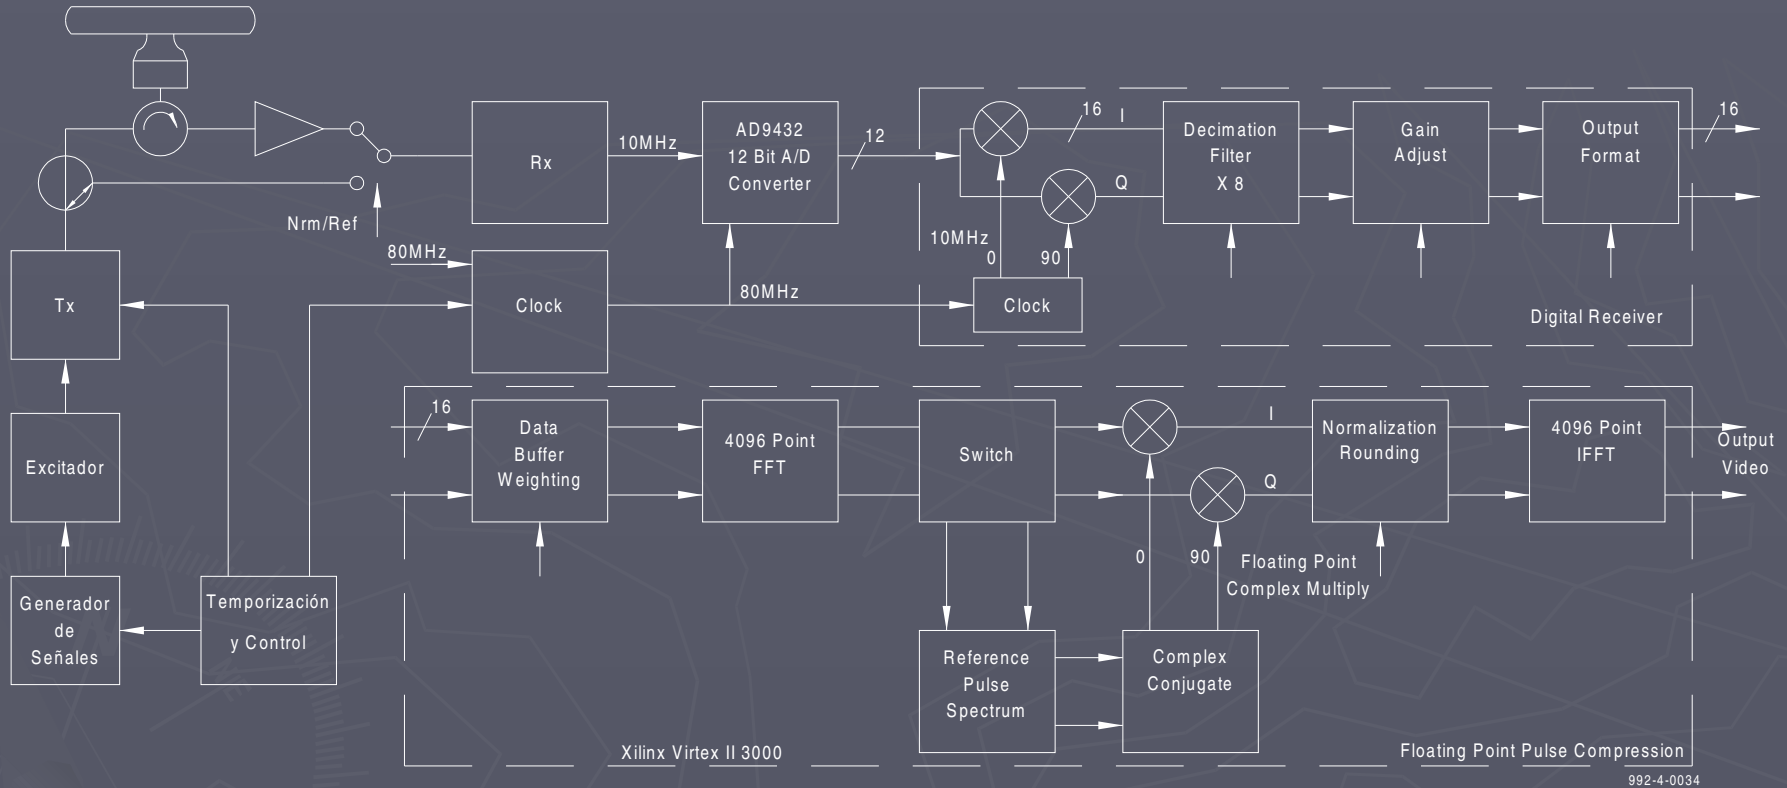 Nrm/Ref
Rx
10MHz
AD9432
12 Bit A/D
Converter
12
16
I
Q
Decimation
Filter
X 8
Gain
Adjust
Output
Format
16
10MHz
0
90
Clock
Digital Receiver
80MHz
Clock
80MHz
Tx
Excitador
Generador
de
Señales
Temporización
y Control
16
Data
Buffer
Weighting
4096 Point
FFT
Switch
I
Q
0
90
Floating Point
Complex Multiply
Normalization
Rounding
4096 Point
IFFT
Output
Video
Reference
Pulse
Spectrum
Complex
Conjugate
Xilinx Virtex II 3000
Floating Point Pulse Compression
992-4-0034